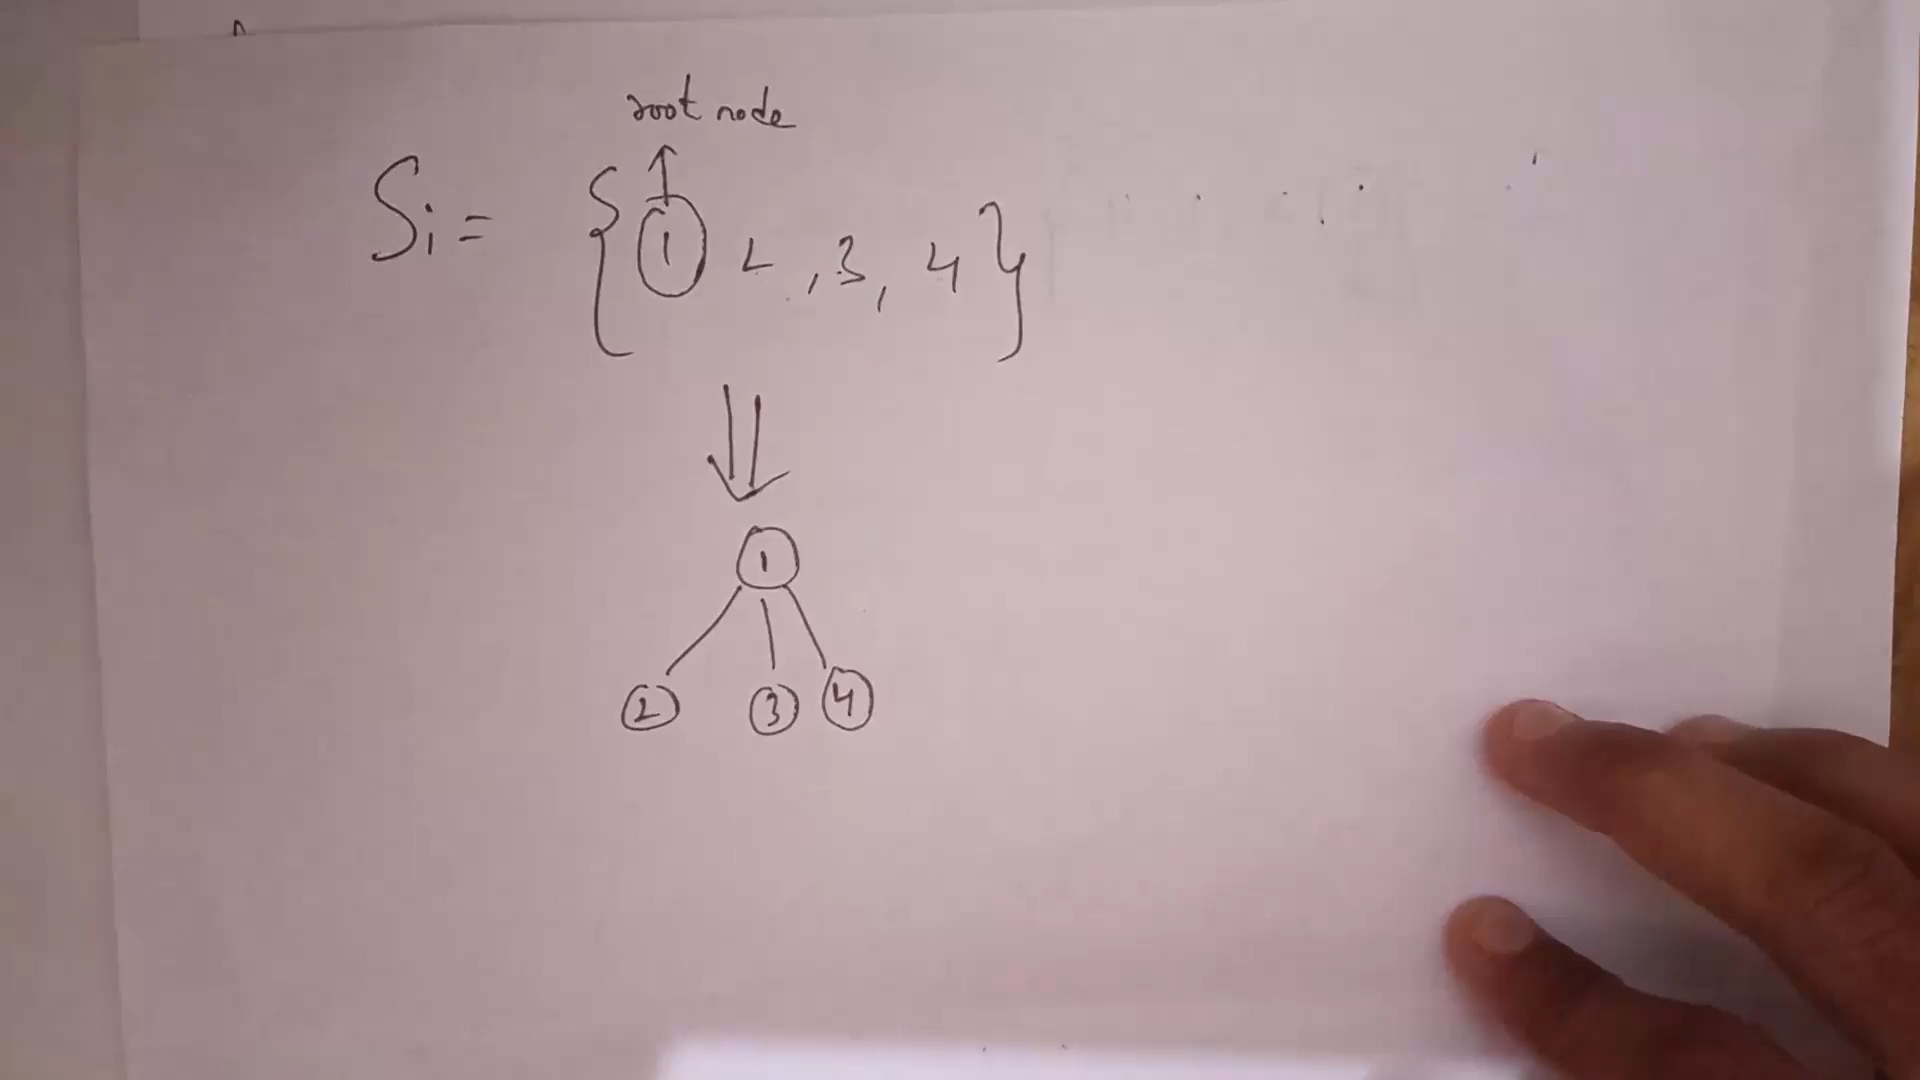 root node
Si = { 1 2, 3, 4 }
1
2 3 4